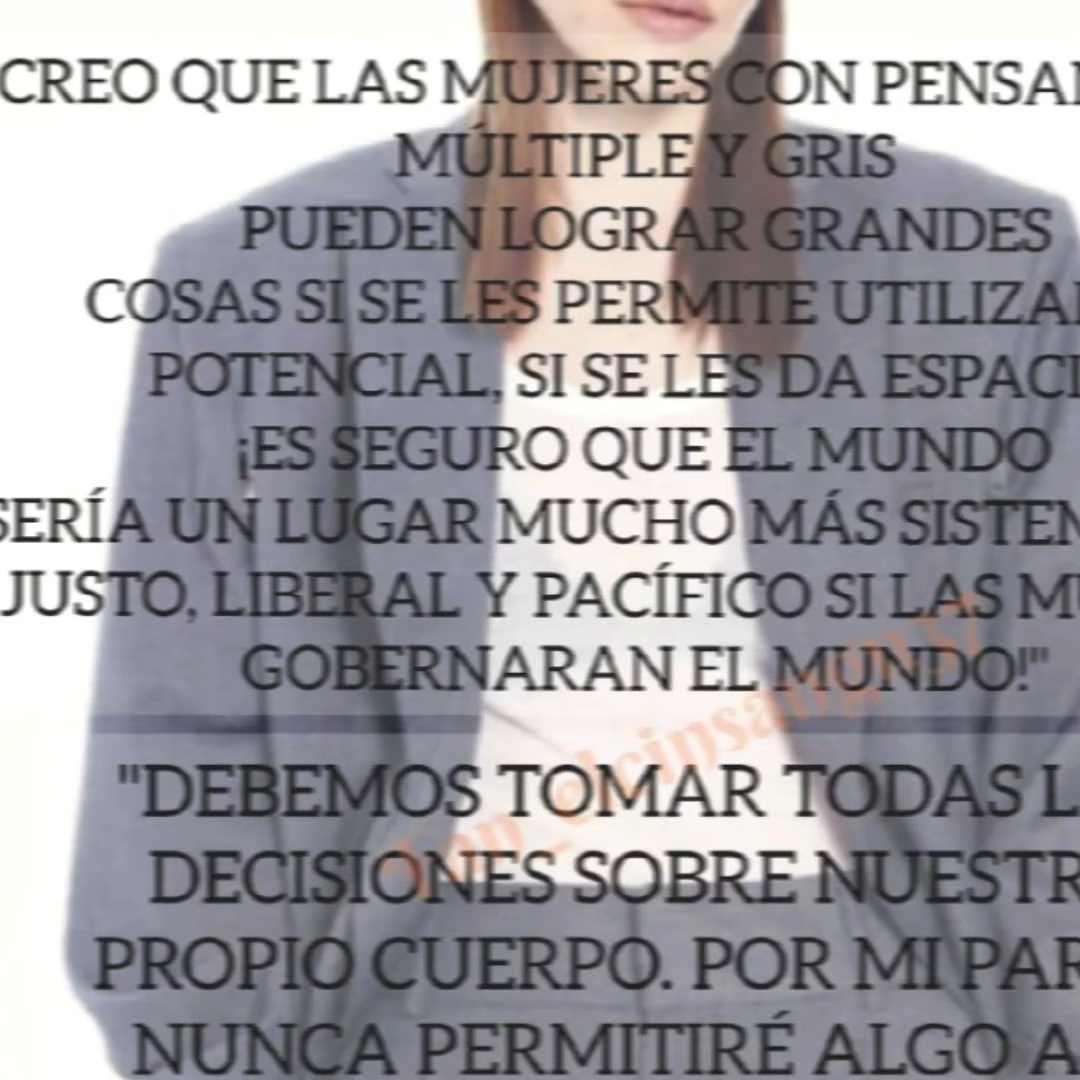 CREO QUE LAS MUJERES CON
MÚLTIPLE Y GRIS
PUEDEN LOGRAR GRANDES
COSAS SI SE LES PERMITE
POTENCIAL, SI SE LES DA
¡ES SEGURO QUE EL MUNDO
SERÍA UN LUGAR MUCHO MÁS
JUSTO, LIBERAL Y PACÍFICO SI LAS
GOBERNARAN EL MUNDO!"
"DEBEMOS TOMAR TODAS
DECISIONES SOBRE
PROPIO CUERPO. POR MI
NUNCA PERMITIRÉ ALGO